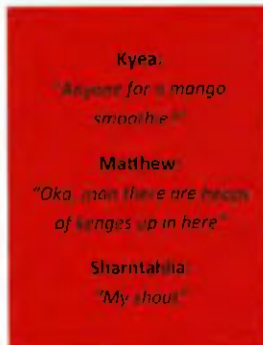 Kyea:
"Anyone for a mango
smoothie?"
Matthew:
"Oka, man there are heaps
of up in here"
Sharntahlia:
"My shout"